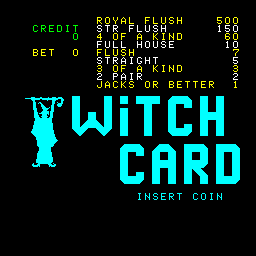 ROYAL FLUSH 500
CREDIT STR FLUSH 150
0 4 OF A KIND 60
FULL HOUSE 10
BET 0 FLUSH 7
STRAIGHT 5
3 OF A KIND 3
2 PAIR 2
JACKS OR BETTER 1
WiTCH
CARD
INSERT COIN